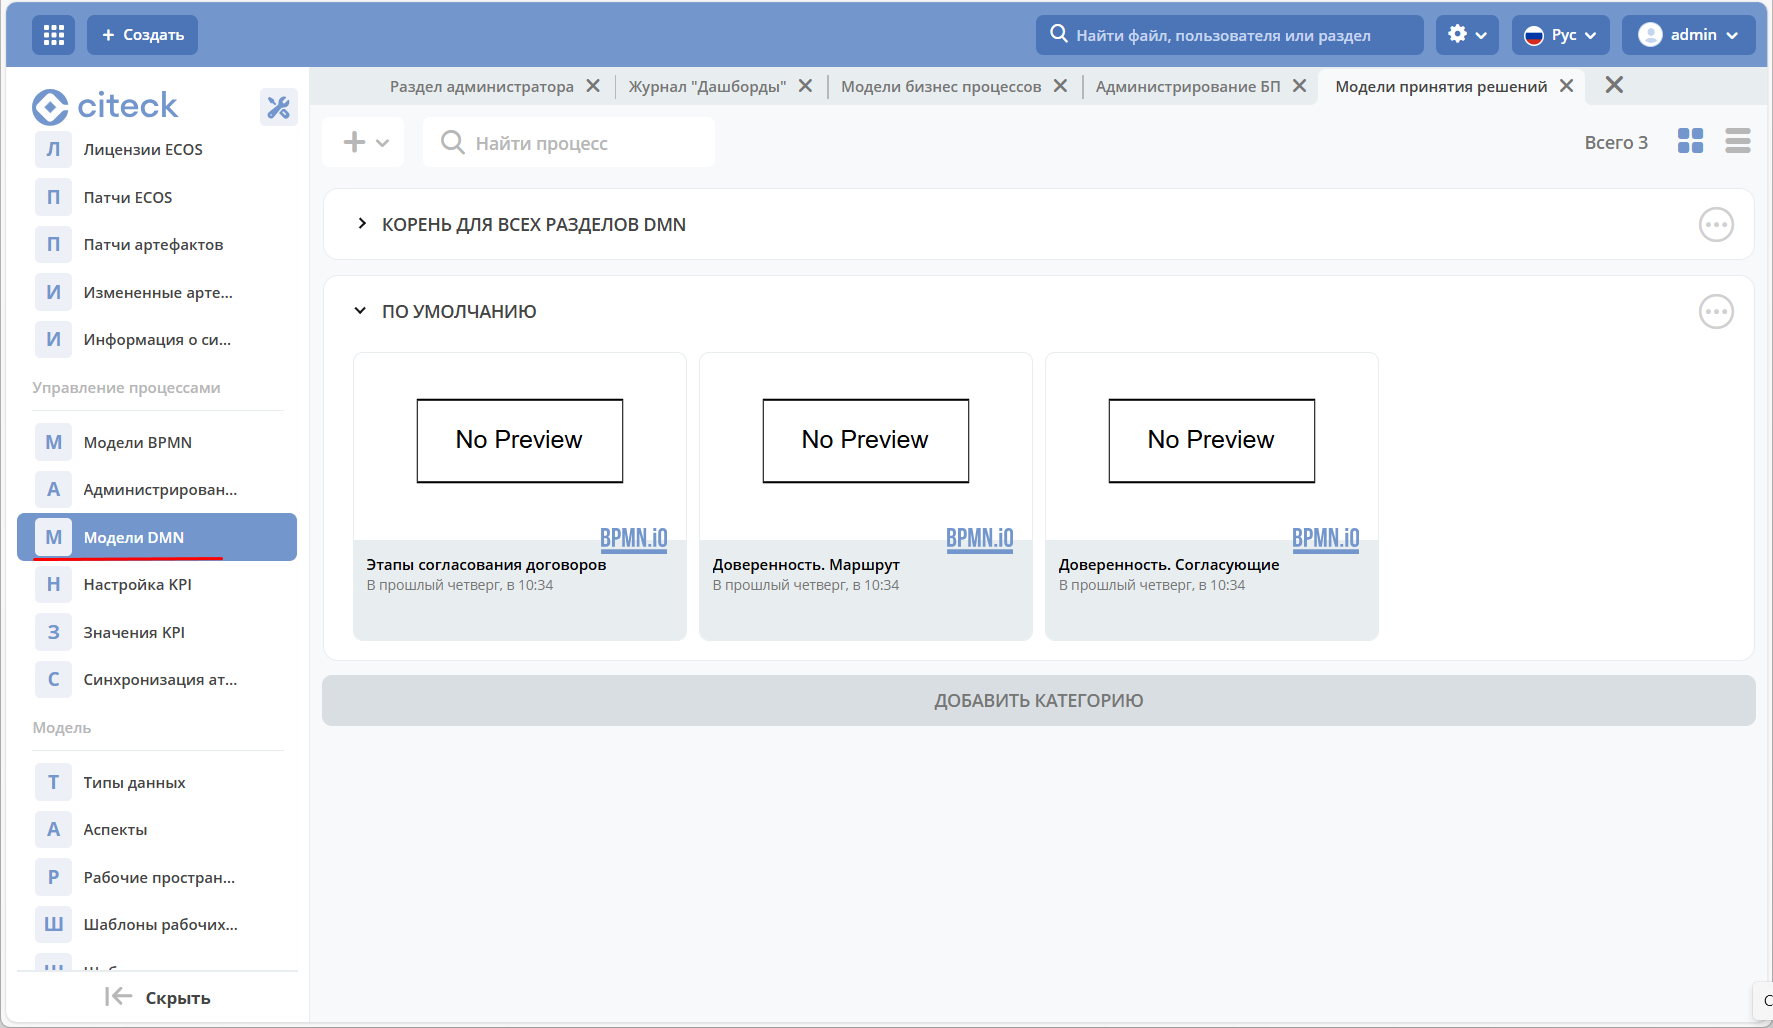 + Создать
Найти файл, пользователя или раздел
Рус
admin
citeck
Раздел администратора
Журнал "Дашборды"
Модели бизнес процессов
Администрирование БП
Модели принятия решений
Л Лицензии ECOS
П Патчи ECOS
П Патчи артефактов
И Измененные арте...
И Информация о си...
Управление процессами
М Модели BPMN
А Администрирован...
М Модели DMN
Н Настройка KPI
З Значения KPI
С Синхронизация ат...
Модель
Т Типы данных
А Аспекты
Р Рабочие простран...
Ш Шаблоны рабочих...
Скрыть
Найти процесс
Всего 3
КОРЕНЬ ДЛЯ ВСЕХ РАЗДЕЛОВ DMN
ПО УМОЛЧАНИЮ
No Preview
BPMN.iO
Этапы согласования договоров
В прошлый четверг, в 10:34
No Preview
BPMN.iO
Доверенность. Маршрут
В прошлый четверг, в 10:34
No Preview
BPMN.iO
Доверенность. Согласующие
В прошлый четверг, в 10:34
ДОБАВИТЬ КАТЕГОРИЮ